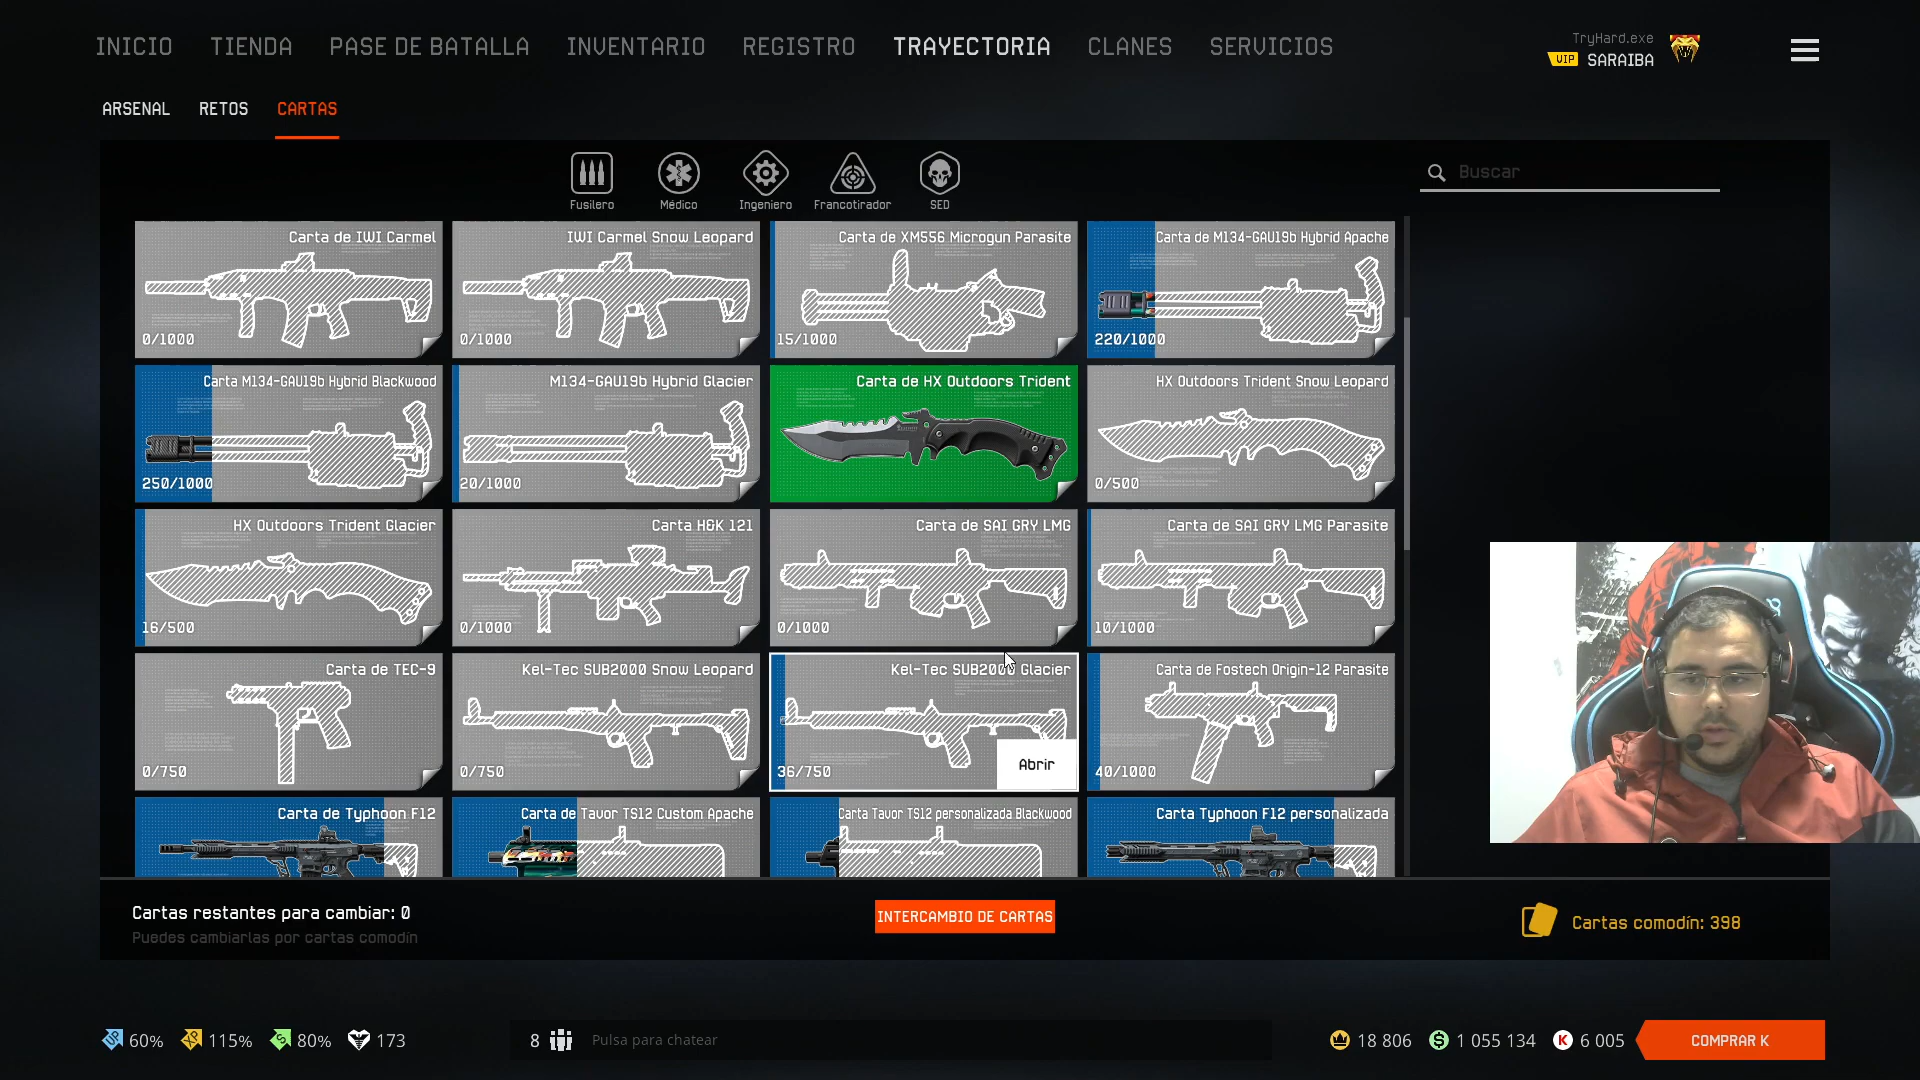 INICIO TIENDA PASE DE BATALLA INVENTARIO REGISTRO TRAYECTORIA CLANES SERVICIOS
TryHard.exe
VIP SARAIBA
ARSENAL RETOS CARTAS
Fusilero Médico Ingeniero Francotirador SED
Buscar
Carta de IWI Carmel
0/1000
IWI Carmel Snow Leopard
0/1000
Carta de XM556 Microgun Parasite
15/1000
Carta de M134-GAU19b Hybrid Apache
220/1000
Carta M134-GAU19b Hybrid Blackwood
250/1000
M134-GAU19b Hybrid Glacier
20/1000
Carta de HX Outdoors Trident
HX Outdoors Trident Snow Leopard
0/500
HX Outdoors Trident Glacier
16/500
Carta H&K 121
0/1000
Carta de SAI GRY LMG
0/1000
Carta de SAI GRY LMG Parasite
10/1000
Carta de TEC-9
0/750
Kel-Tec SUB2000 Snow Leopard
0/750
Kel-Tec SUB2000 Glacier
36/750
Abrir
Carta de Fostech Origin-12 Parasite
40/1000
Carta de Typhoon F12
Carta de Tavor TS12 Custom Apache
Carta Tavor TS12 personalizada Blackwood
Carta Typhoon F12 personalizada
Cartas restantes para cambiar: 0
Puedes cambiarlas por cartas comodín
INTERCAMBIO DE CARTAS
Cartas comodín: 398
60% 115% 80% 173
8 Pulsa para chatear
18 806 1 055 134 K 6 005
COMPRAR K